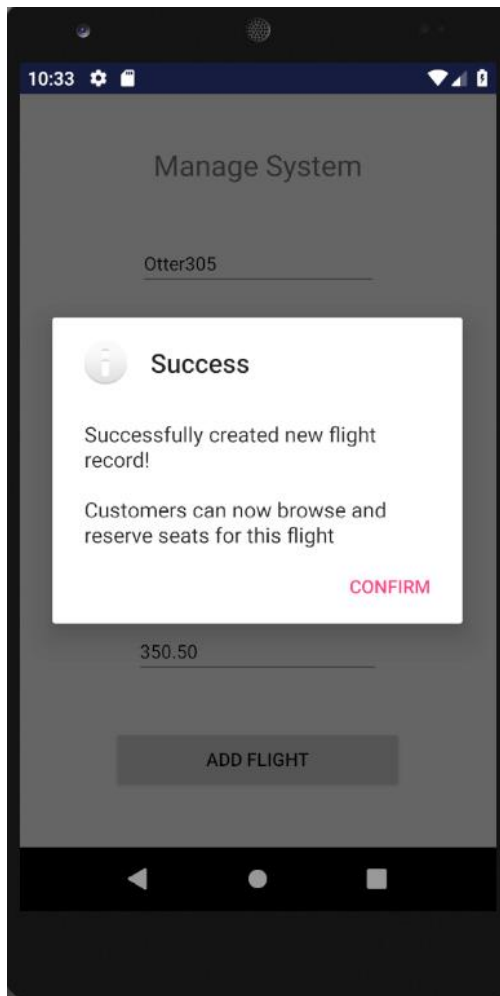 10:33
Manage System
Otter305
Success
Successfully created new flight
record!
Customers can now browse and
reserve seats for this flight
CONFIRM
350.50
ADD FLIGHT